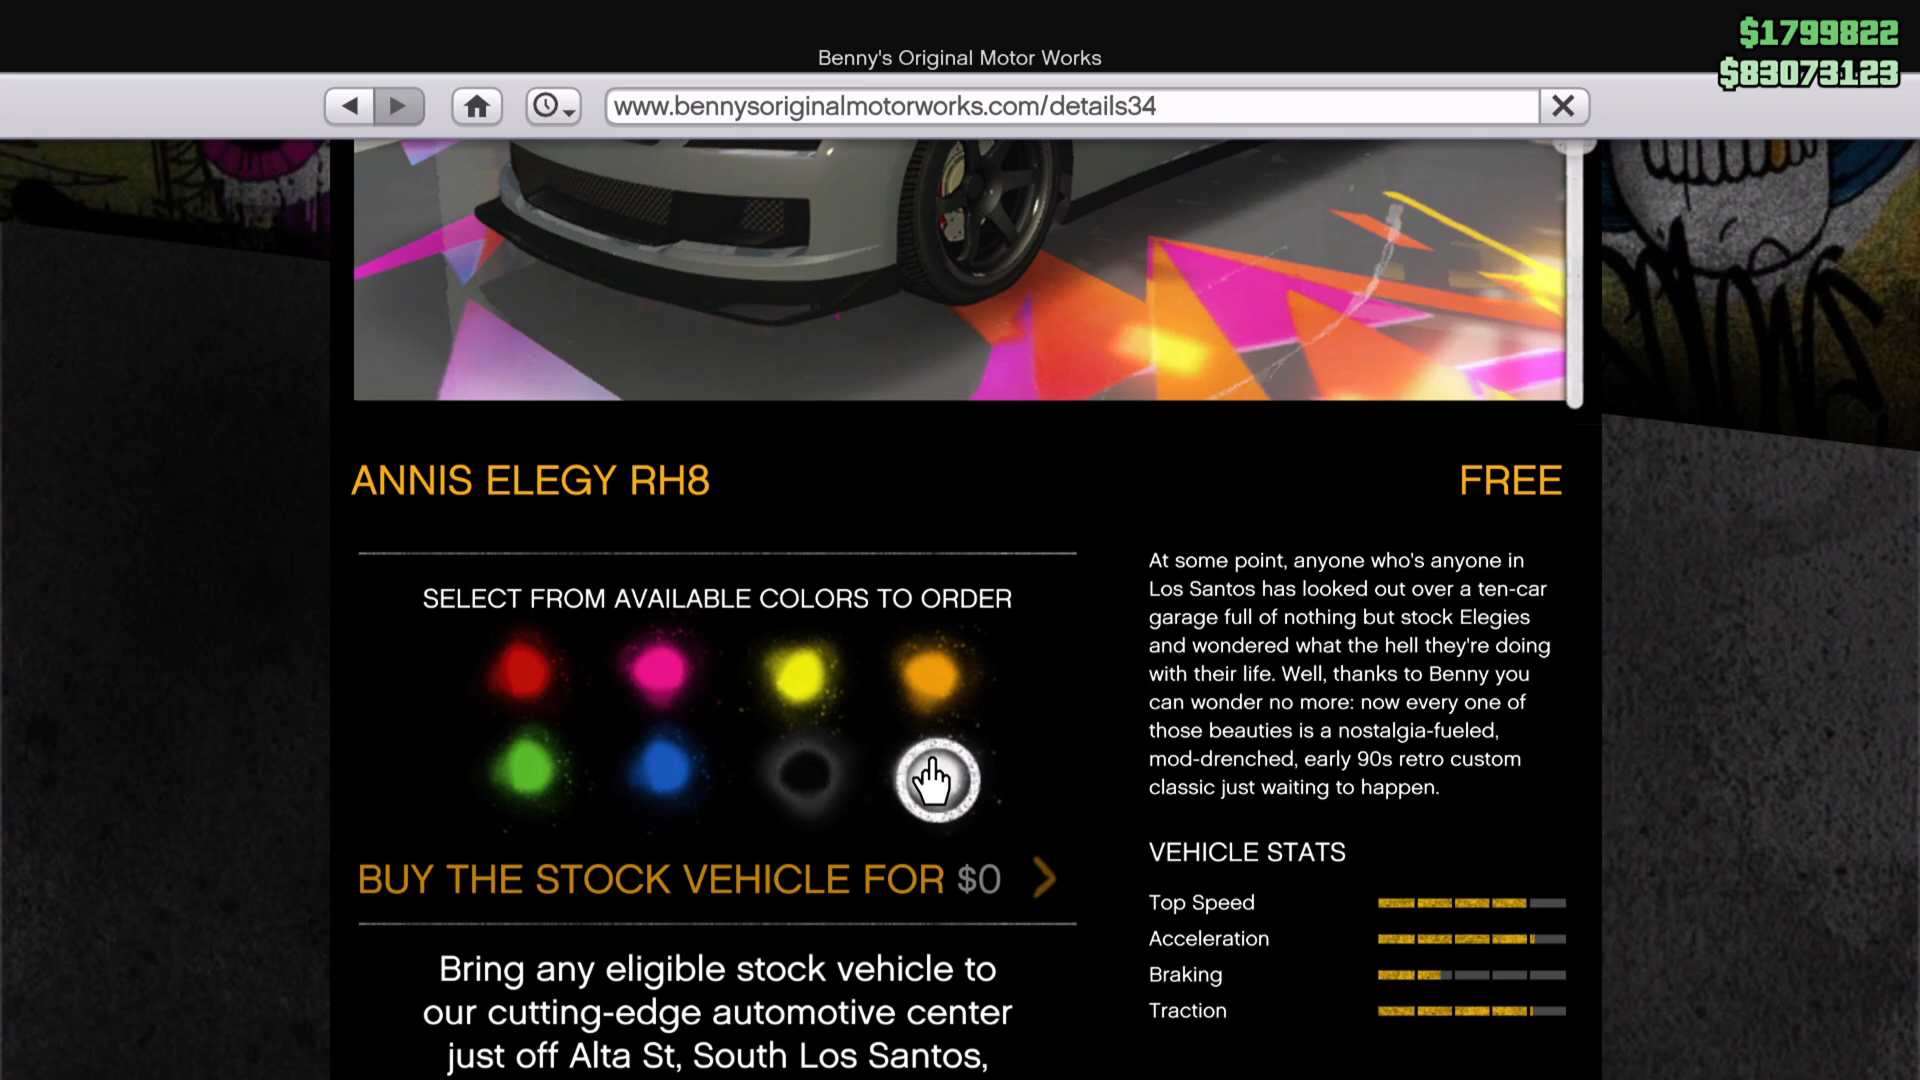 $1799822
$83073123
Benny's Original Motor Works
www.bennysoriginalmotorworks.com/details34
ANNIS ELEGY RH8
FREE
SELECT FROM AVAILABLE COLORS TO ORDER
BUY THE STOCK VEHICLE FOR $0
Bring any eligible stock vehicle to
our cutting-edge automotive center
just off Alta St, South Los Santos,
At some point, anyone who's anyone in
Los Santos has looked out over a ten-car
garage full of nothing but stock Elegies
and wondered what the hell they're doing
with their life. Well, thanks to Benny you
can wonder no more: now every one of
those beauties is a nostalgia-fueled,
mod-drenched, early 90s retro custom
classic just waiting to happen.
VEHICLE STATS
Top Speed
Acceleration
Braking
Traction